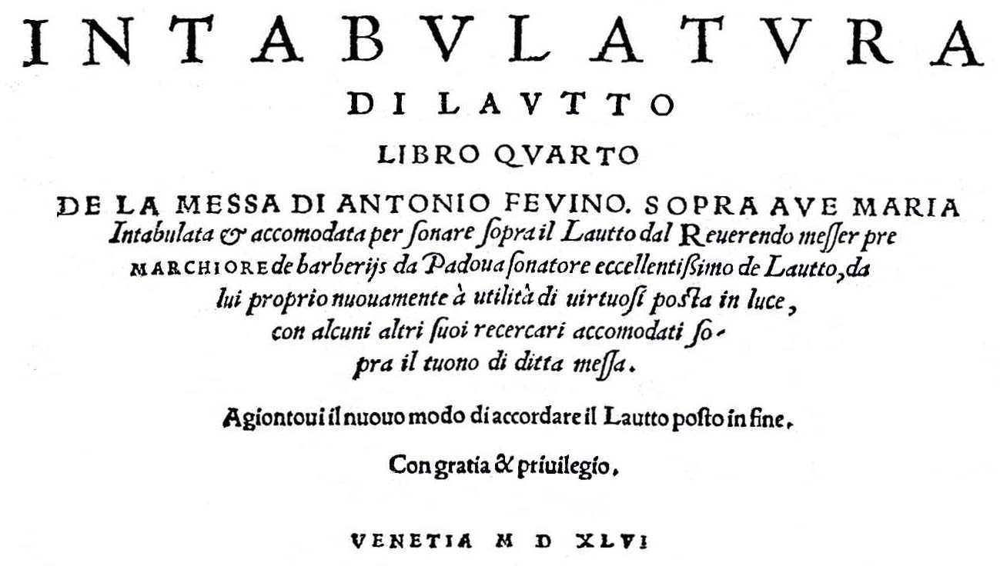 INTABVLATVRA
DI LAVTTO
LIBRO QVARTO
DE LA MESSA DI ANTONIO FEVINO. SOPRA AVE MARIA
Intabulata & accomodata per ſonare ſopra il Lautto dal Reuerendo meſſer pre
MARCHIORE de barberijs da Padoua ſonatore eccellentiſsimo de Lautto, da
lui proprio nuouamente à utilità di uirtuoſi poſta in luce,
con alcuni altri ſuoi recercari accomodati ſo-
pra il tuono di ditta meſſa.
Agiontoui il nuouo modo di accordare il Lautto poſto in fine.
Con gratia & priuilegio.
VENETIA M D XLVI